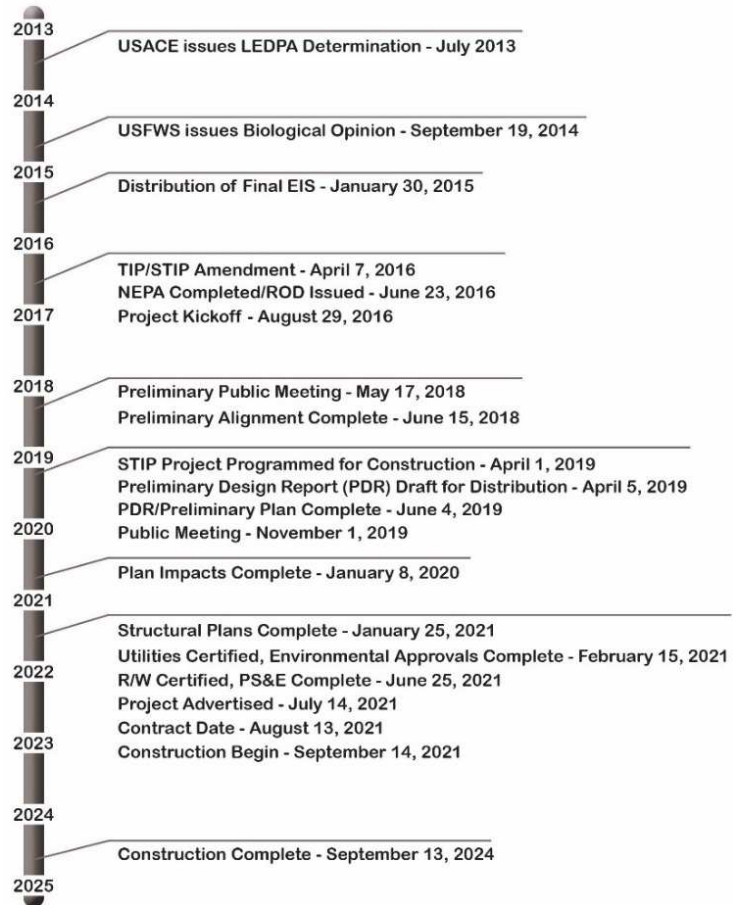 2013
USACE issues LEDPA Determination - July 2013
2014
USFWS issues Biological Opinion - September 19, 2014
2015
Distribution of Final EIS - January 30, 2015
2016
TIP/STIP Amendment - April 7, 2016
NEPA Completed/ROD Issued - June 23, 2016
2017
Project Kickoff - August 29, 2016
2018
Preliminary Public Meeting - May 17, 2018
Preliminary Alignment Complete - June 15, 2018
2019
STIP Project Programmed for Construction - April 1, 2019
Preliminary Design Report (PDR) Draft for Distribution - April 5, 2019
PDR/Preliminary Plan Complete - June 4, 2019
2020
Public Meeting - November 1, 2019
Plan Impacts Complete - January 8, 2020
2021
Structural Plans Complete - January 25, 2021
Utilities Certified, Environmental Approvals Complete - February 15, 2021
2022
R/W Certified, PS&E Complete - June 25, 2021
Project Advertised - July 14, 2021
Contract Date - August 13, 2021
2023
Construction Begin - September 14, 2021
2024
Construction Complete - September 13, 2024
2025